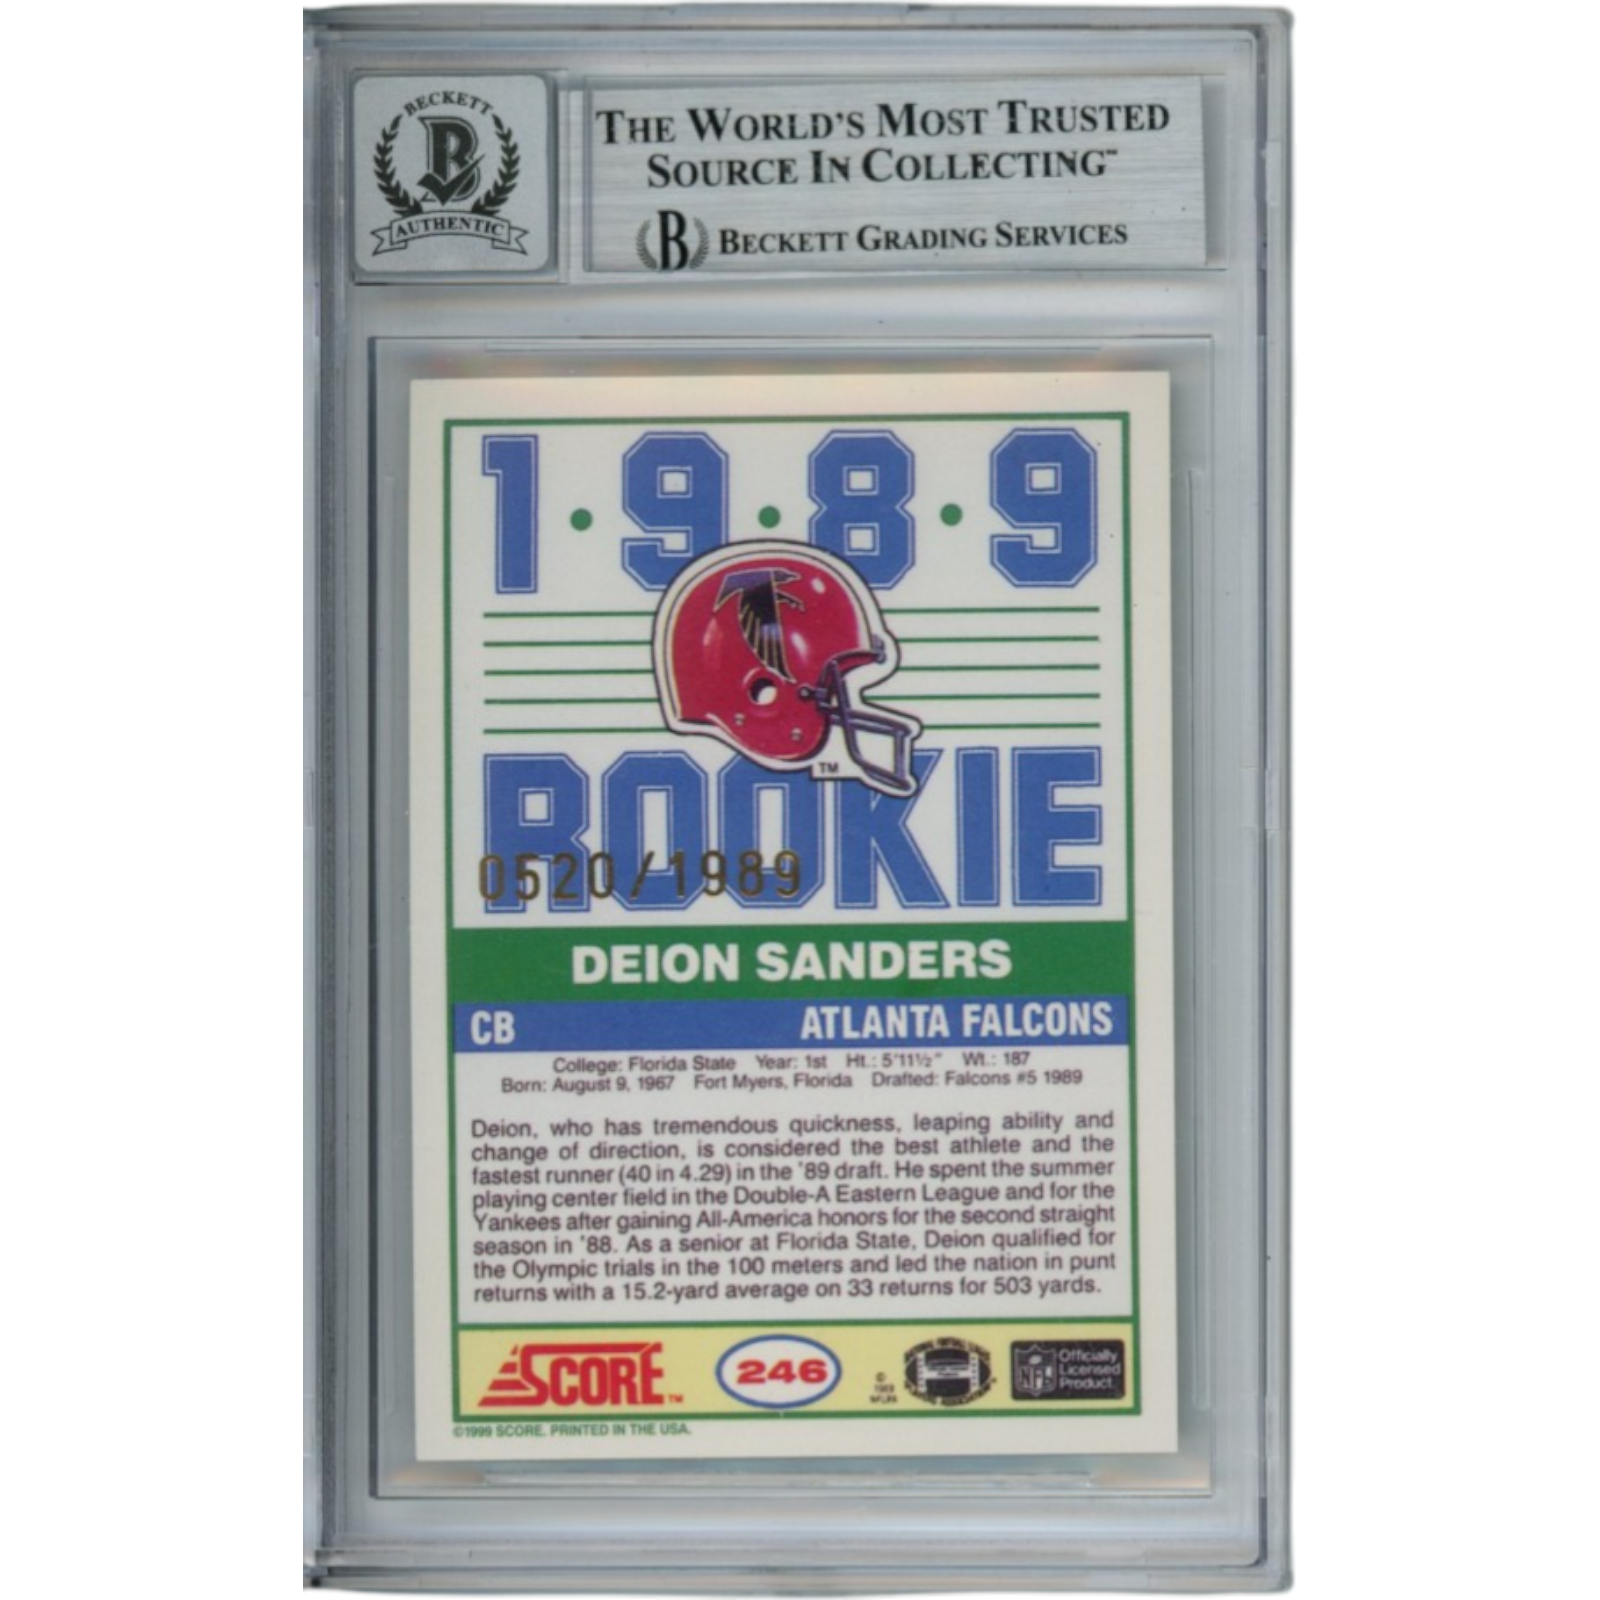 BECKETT
B
AUTHENTIC
THE WORLD'S MOST TRUSTED
SOURCE IN COLLECTING™
B BECKETT GRADING SERVICES
1·9·8·9
TM
ROOKIE
0520/1989
DEION SANDERS
CB ATLANTA FALCONS
College: Florida State Year: 1st Ht.: 5'11½" Wt.: 187
Born: August 9, 1967 Fort Myers, Florida Drafted: Falcons #5 1989
Deion, who has tremendous quickness, leaping ability and
change of direction, is considered the best athlete and the
fastest runner (40 in 4.29) in the '89 draft. He spent the summer
playing center field in the Double-A Eastern League and for the
Yankees after gaining All-America honors for the second straight
season in '88. As a senior at Florida State, Deion qualified for
the Olympic trials in the 100 meters and led the nation in punt
returns with a 15.2-yard average on 33 returns for 503 yards.
SCORE™ 246
©
NFL
Officially
Licensed
Product
©1999 SCORE. PRINTED IN THE USA.